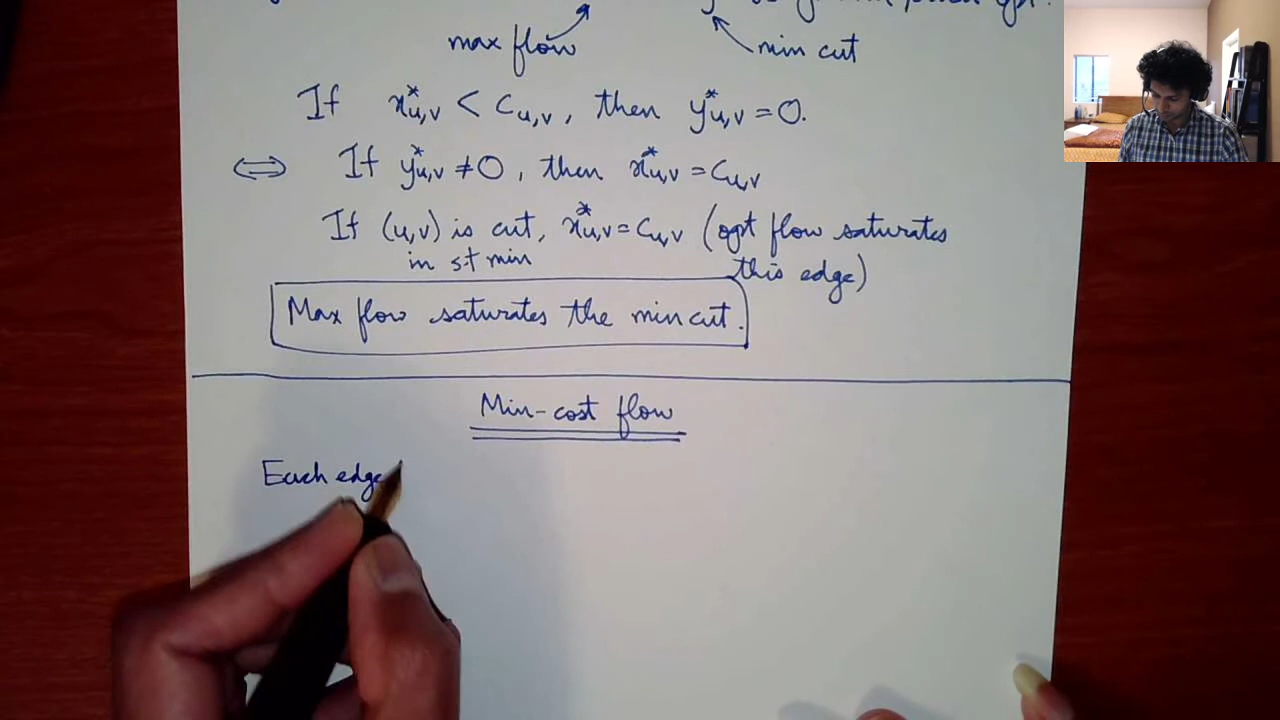 max flow min cut
If x*u,v < Cu,v, then y*u,v = 0.
⇔ If y*u,v ≠ 0, then x*u,v = Cu,v
If (u,v) is cut, x*u,v = Cu,v (opt flow saturates
in s-t min this edge)
Max flow saturates the min cut.
Min-cost flow
Each edge